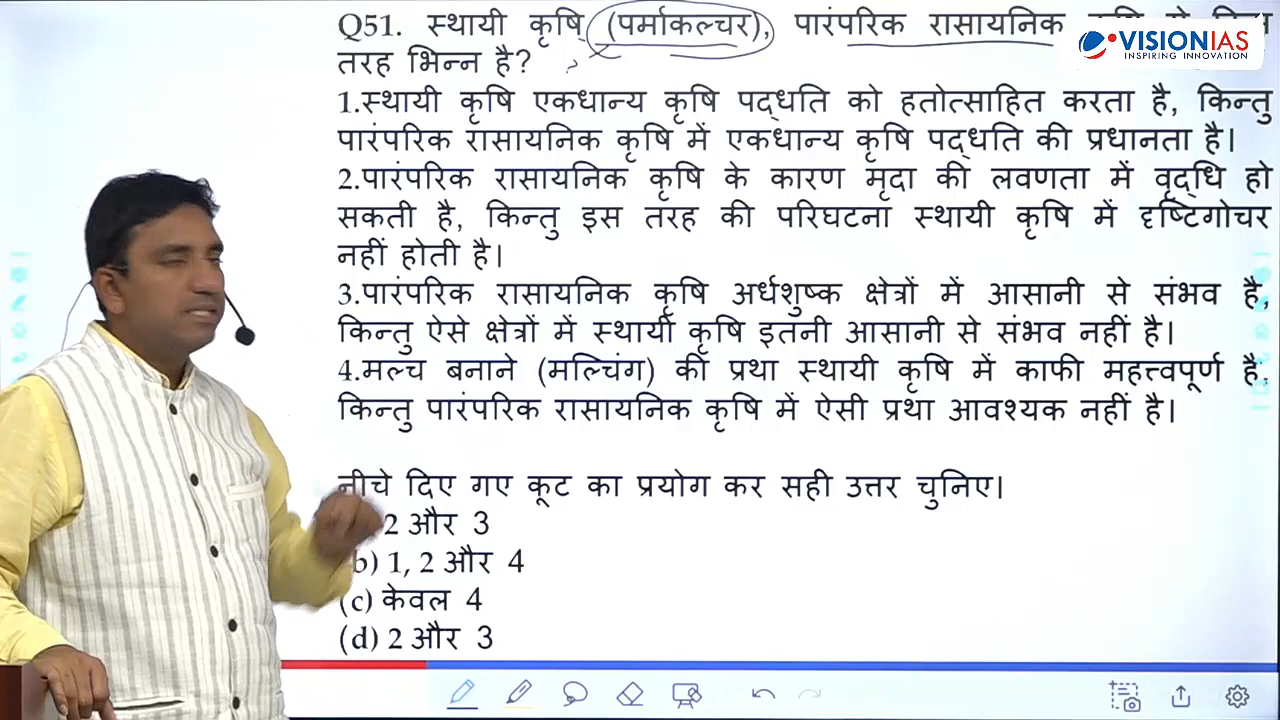 Q51. स्थायी कृषि (पर्माकल्चर), पारंपरिक रासायनिक
VISIONIAS
INSPIRING INNOVATION
तरह भिन्न है?
1.स्थायी कृषि एकधान्य कृषि पद्धति को हतोत्साहित करता है, किन्तु
पारंपरिक रासायनिक कृषि में एकधान्य कृषि पद्धति की प्रधानता है।
2.पारंपरिक रासायनिक कृषि के कारण मृदा की लवणता में वृद्धि हो
सकती है, किन्तु इस तरह की परिघटना स्थायी कृषि में दृष्टिगोचर
नहीं होती है।
3.पारंपरिक रासायनिक कृषि अर्धशुष्क क्षेत्रों में आसानी से संभव है,
किन्तु ऐसे क्षेत्रों में स्थायी कृषि इतनी आसानी से संभव नहीं है।
4.मल्च बनाने (मल्चिंग) की प्रथा स्थायी कृषि में काफी महत्त्वपूर्ण है,
किन्तु पारंपरिक रासायनिक कृषि में ऐसी प्रथा आवश्यक नहीं है।
नीचे दिए गए कूट का प्रयोग कर सही उत्तर चुनिए।
2 और 3
b) 1, 2 और 4
(c) केवल 4
(d) 2 और 3